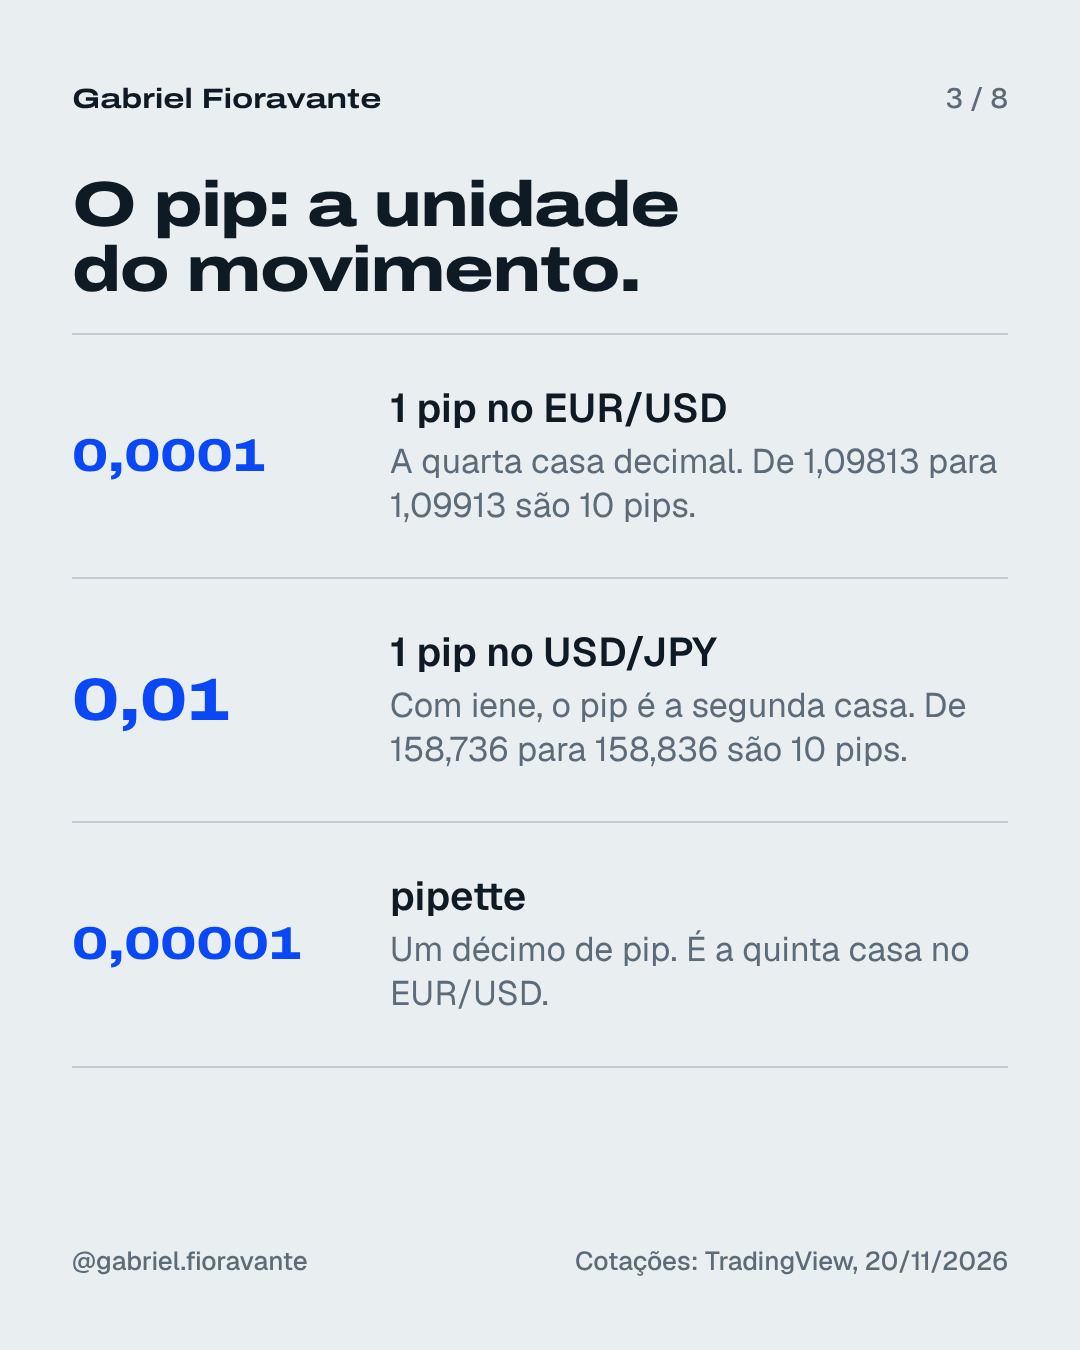 Gabriel Fioravante
3 / 8
O pip: a unidade
do movimento.
0,0001
1 pip no EUR/USD
A quarta casa decimal. De 1,09813 para
1,09913 são 10 pips.
0,01
1 pip no USD/JPY
Com iene, o pip é a segunda casa. De
158,736 para 158,836 são 10 pips.
0,00001
pipette
Um décimo de pip. É a quinta casa no
EUR/USD.
@gabriel.fioravante
Cotações: TradingView, 20/11/2026